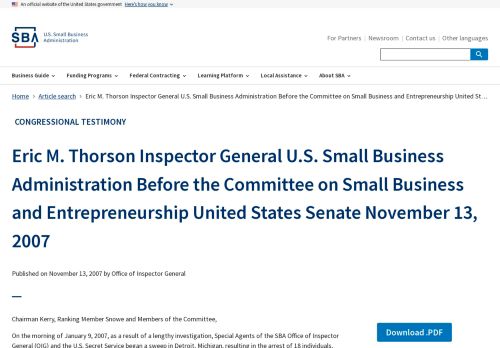 An official website of the United States government Here's how you know
SBA U.S. Small Business
Administration
For Partners Newsroom Contact us Other languages
Business Guide Funding Programs Federal Contracting Learning Platform Local Assistance About SBA
Home Article search Eric M. Thorson Inspector General U.S. Small Business Administration Before the Committee on Small Business and Entrepreneurship United St...
CONGRESSIONAL TESTIMONY
Eric M. Thorson Inspector General U.S. Small Business
Administration Before the Committee on Small Business
and Entrepreneurship United States Senate November 13,
2007
Published on November 13, 2007 by Office of Inspector General
Chairman Kerry, Ranking Member Snowe and Members of the Committee,
Download .PDF
On the morning of January 9, 2007, as a result of a lengthy investigation, Special Agents of the SBA Office of Inspector
General (OIG) and the U.S. Secret Service began a sweep in Detroit, Michigan, resulting in the arrest of 18 individuals.